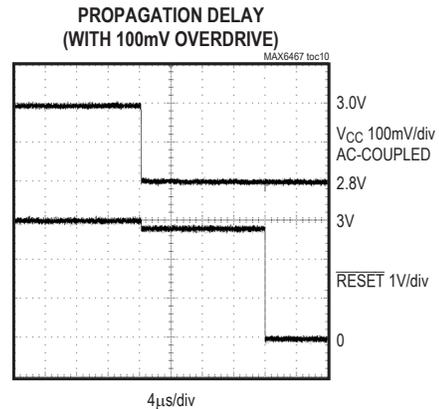 PROPAGATION DELAY
(WITH 100mV OVERDRIVE)
MAX6467 toc10
3.0V
VCC 100mV/div
AC-COUPLED
2.8V
3V
RESET 1V/div
0
4μs/div